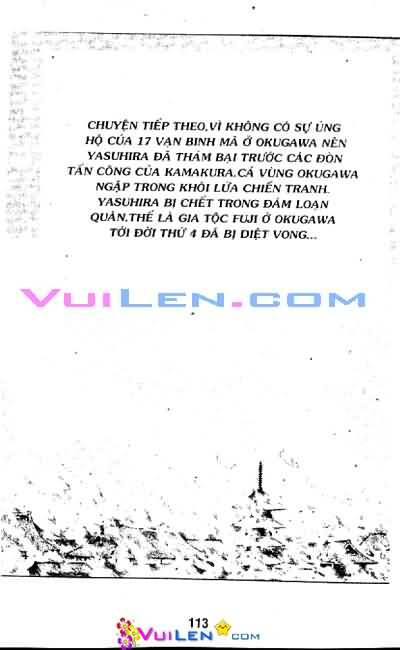 CHUYỆN TIẾP THEO,VÌ KHÔNG CÓ SỰ ỦNG
HỘ CỦA 17 VẠN BINH MÃ Ở OKUGAWA NÊN
YASUHIRA ĐÃ THẢM BẠI TRƯỚC CÁC ĐÒN
TẤN CÔNG CỦA KAMAKURA.CẢ VÙNG OKUGAWA
NGẬP TRONG KHÓI LỬA CHIẾN TRANH.
YASUHIRA BỊ CHẾT TRONG ĐÁM LOẠN
QUÂN.THẾ LÀ GIA TỘC FUJI Ở OKUGAWA
TỚI ĐỜI THỨ 4 ĐÃ BỊ DIỆT VONG...
VUILEN.COM
113
VUILEN.COM